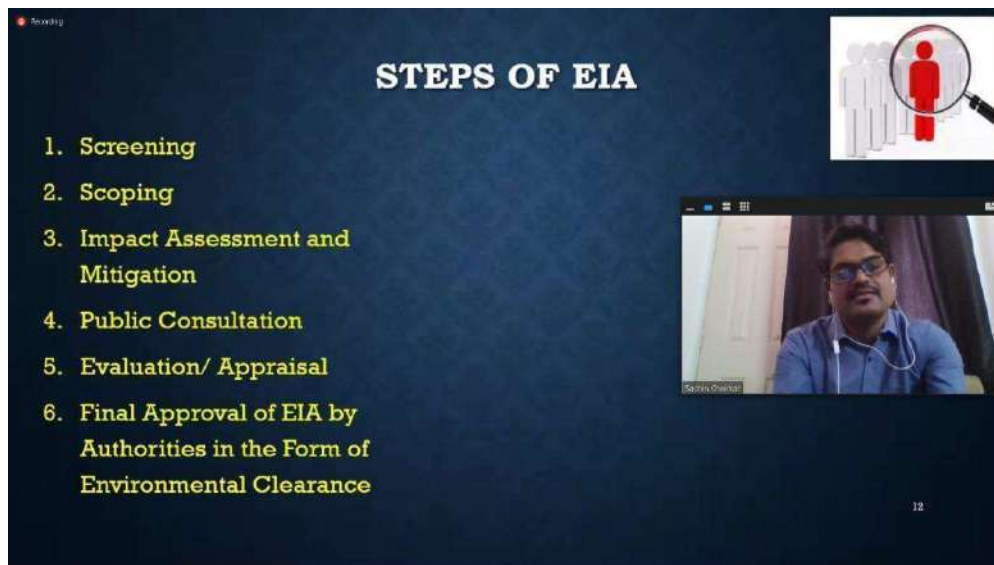 Recording
STEPS OF EIA
1. Screening
2. Scoping
3. Impact Assessment and
Mitigation
4. Public Consultation
5. Evaluation/ Appraisal
6. Final Approval of EIA by
Authorities in the Form of
Environmental Clearance
12